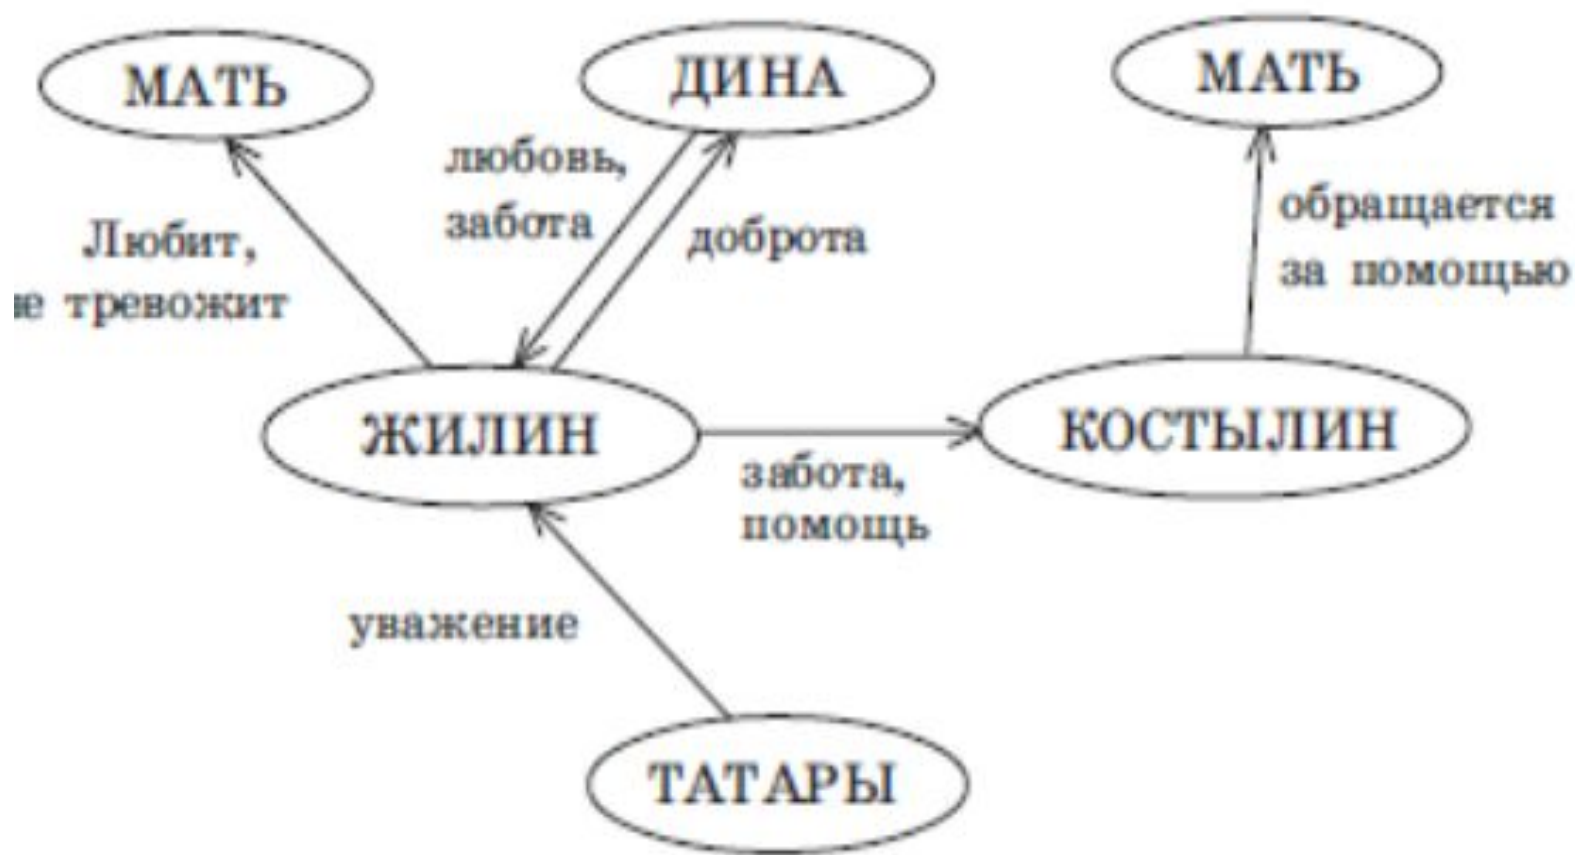 МАТЬ
ДИНА
МАТЬ
любовь,
забота
доброта
обращается
за помощью
Любит,
тревожит
ЖИЛИН
КОСТЫЛИН
забота,
помощь
уважение
ТАТАРЫ